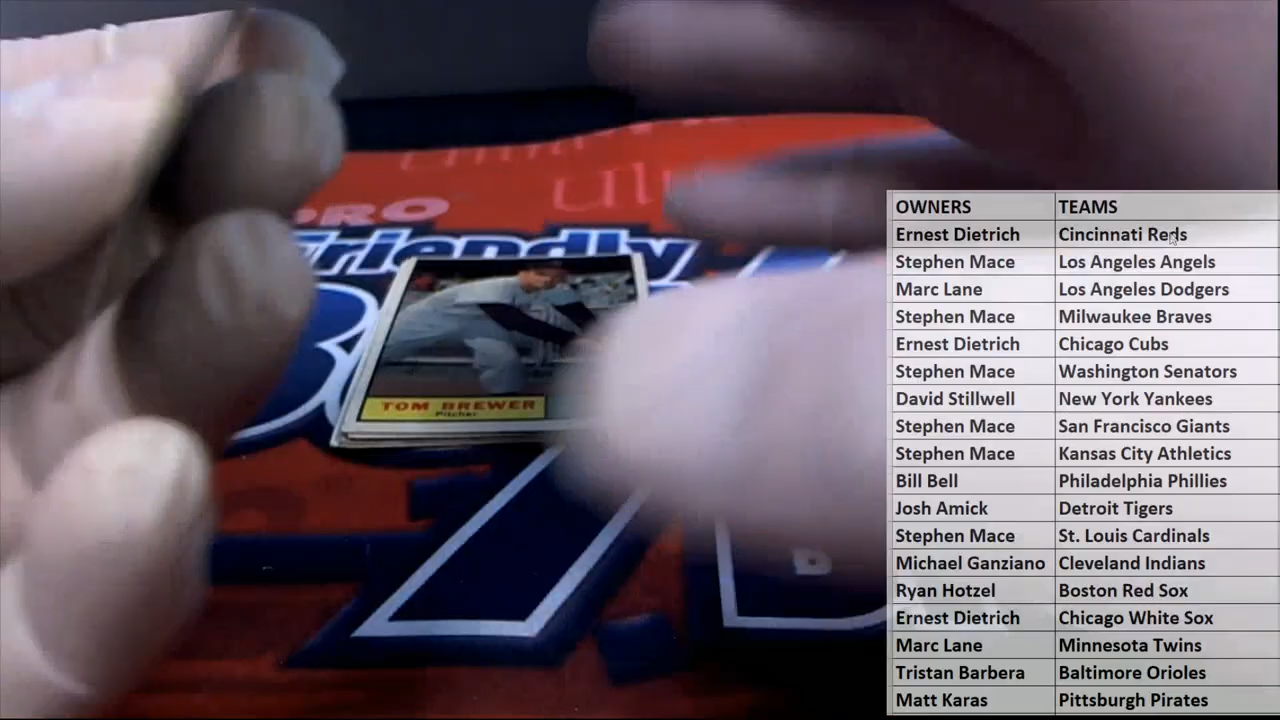 PRO
Friendly
TOM BREWER
Pitcher
OWNERS TEAMS
Ernest Dietrich Cincinnati Reds
Stephen Mace Los Angeles Angels
Marc Lane Los Angeles Dodgers
Stephen Mace Milwaukee Braves
Ernest Dietrich Chicago Cubs
Stephen Mace Washington Senators
David Stillwell New York Yankees
Stephen Mace San Francisco Giants
Stephen Mace Kansas City Athletics
Bill Bell Philadelphia Phillies
Josh Amick Detroit Tigers
Stephen Mace St. Louis Cardinals
Michael Ganziano Cleveland Indians
Ryan Hotzel Boston Red Sox
Ernest Dietrich Chicago White Sox
Marc Lane Minnesota Twins
Tristan Barbera Baltimore Orioles
Matt Karas Pittsburgh Pirates